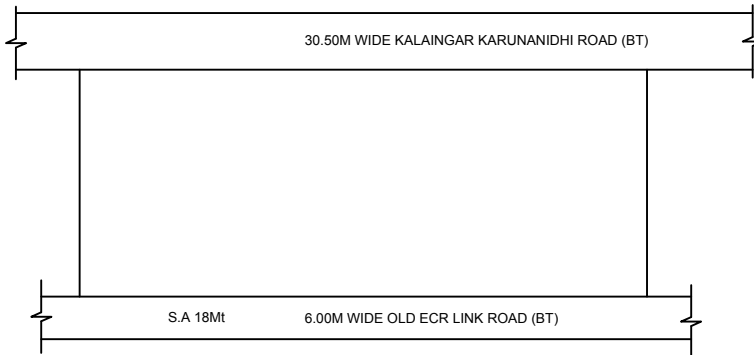 30.50M WIDE KALAINGAR KARUNANIDHI ROAD (BT)
S.A 18Mt 6.00M WIDE OLD ECR LINK ROAD (BT)